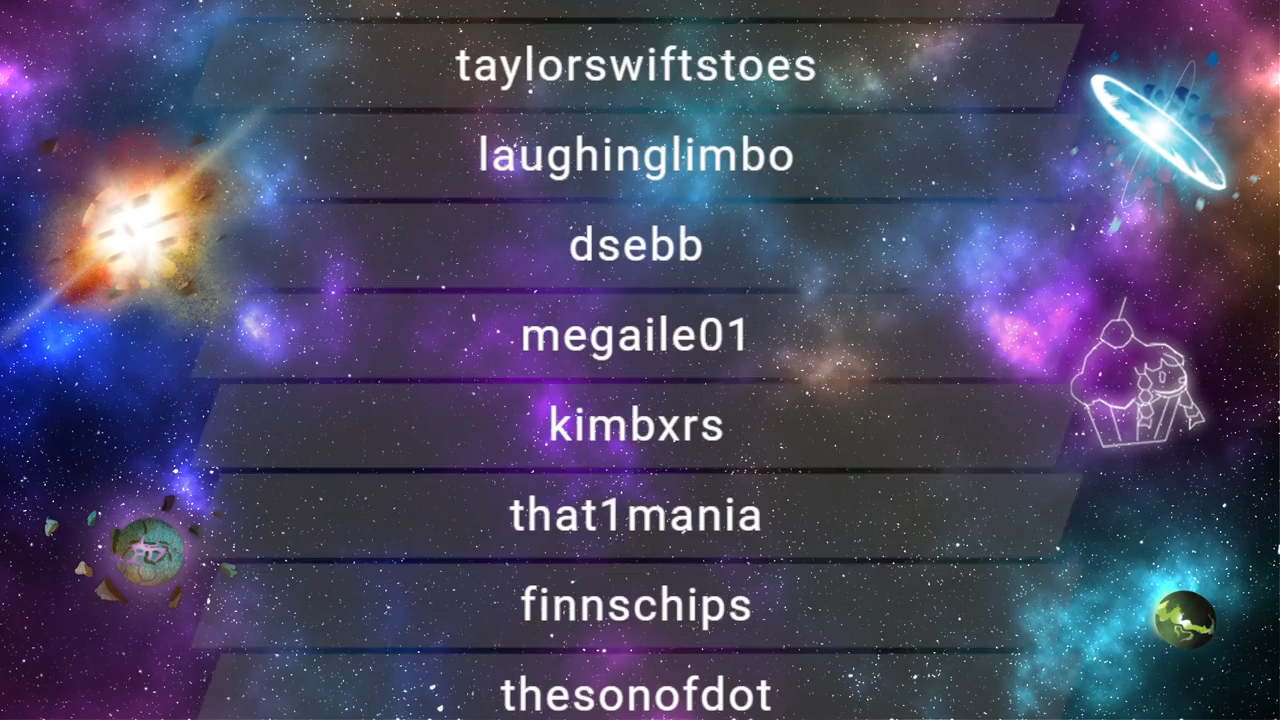 taylorswiftstoes
laughinglimbo
dsebb
megaile01
kimbxrs
that1mania
finnschips
thesonofdot